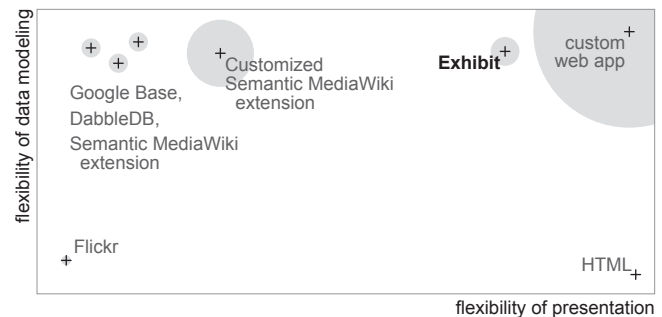 flexibility of data modeling
custom
web app
Exhibit
Customized
Semantic MediaWiki
extension
Google Base,
DabbleDB,
Semantic MediaWiki
extension
Flickr
HTML
flexibility of presentation